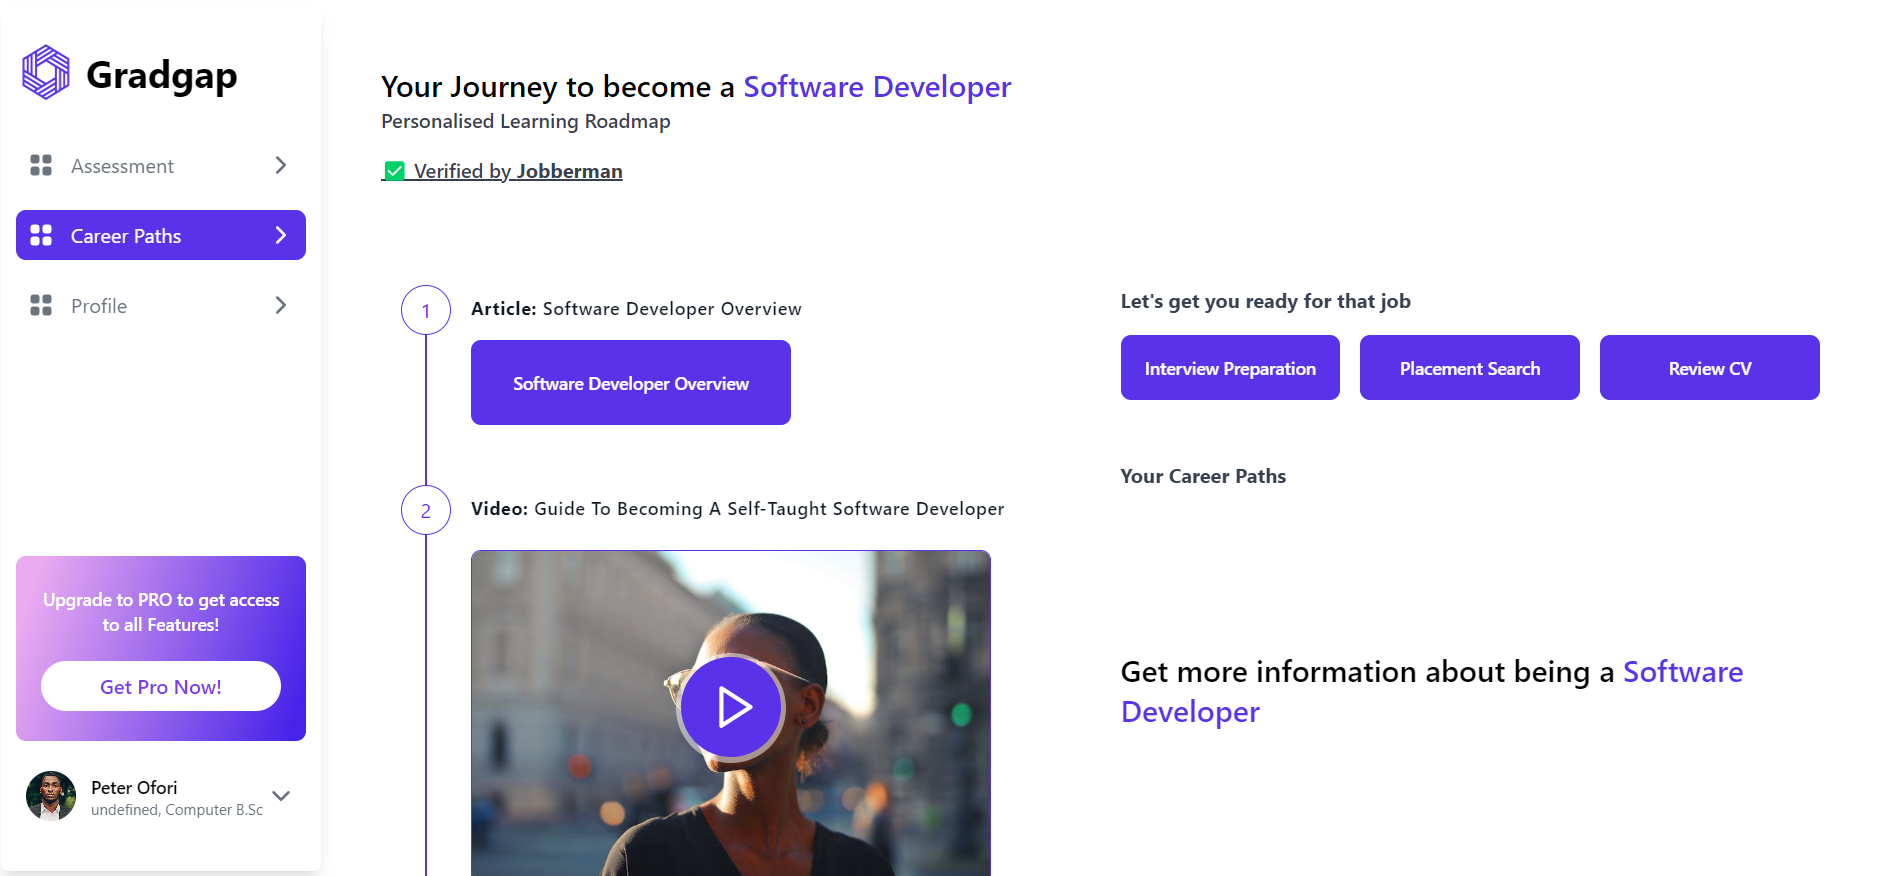 Gradgap
Assessment
Career Paths
Profile
Upgrade to PRO to get access
to all Features!
Get Pro Now!
Peter Ofori
undefined, Computer B.Sc
Your Journey to become a Software Developer
Personalised Learning Roadmap
Verified by Jobberman
1
Article: Software Developer Overview
Software Developer Overview
2
Video: Guide To Becoming A Self-Taught Software Developer
Let's get you ready for that job
Interview Preparation
Placement Search
Review CV
Your Career Paths
Get more information about being a Software
Developer